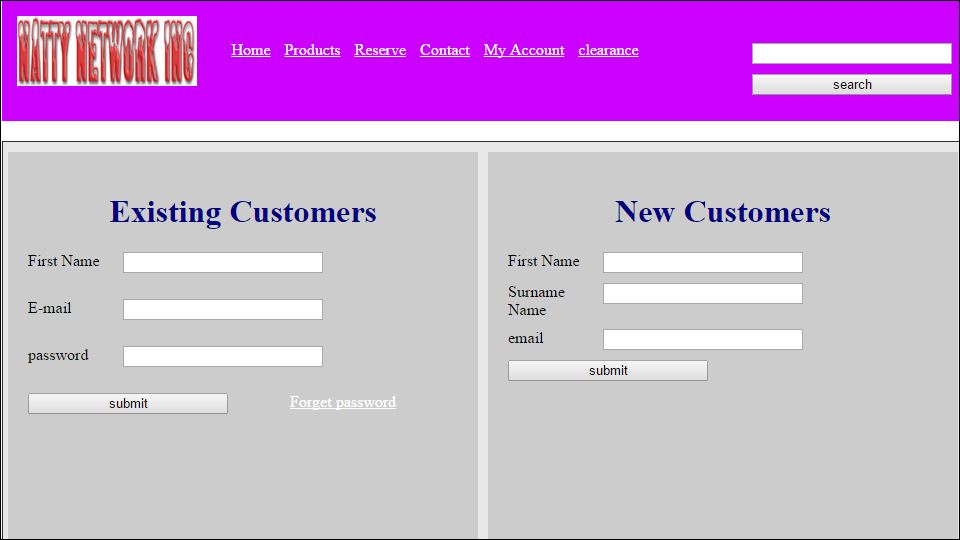 NATTY NETWORK INC
Home Products Reserve Contact My Account clearance
search
Existing Customers
First Name
E-mail
password
submit Forget password
New Customers
First Name
Surname
Name
email
submit